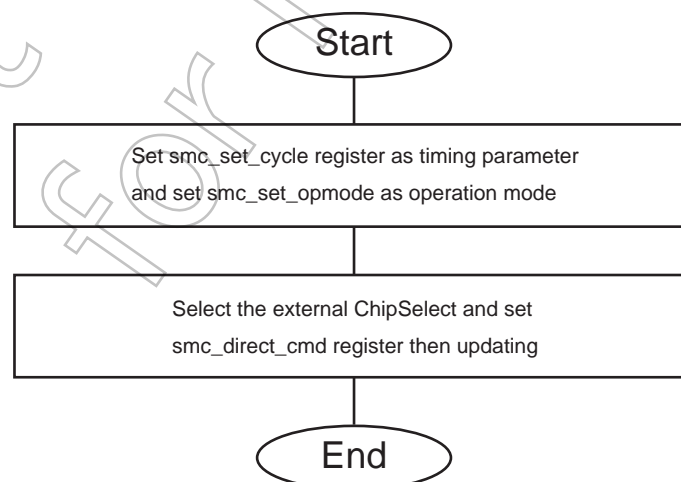 Start
Set smc_set_cycle register as timing parameter
and set smc_set_opmode as operation mode
Select the external ChipSelect and set
smc_direct_cmd register then updating
End
for